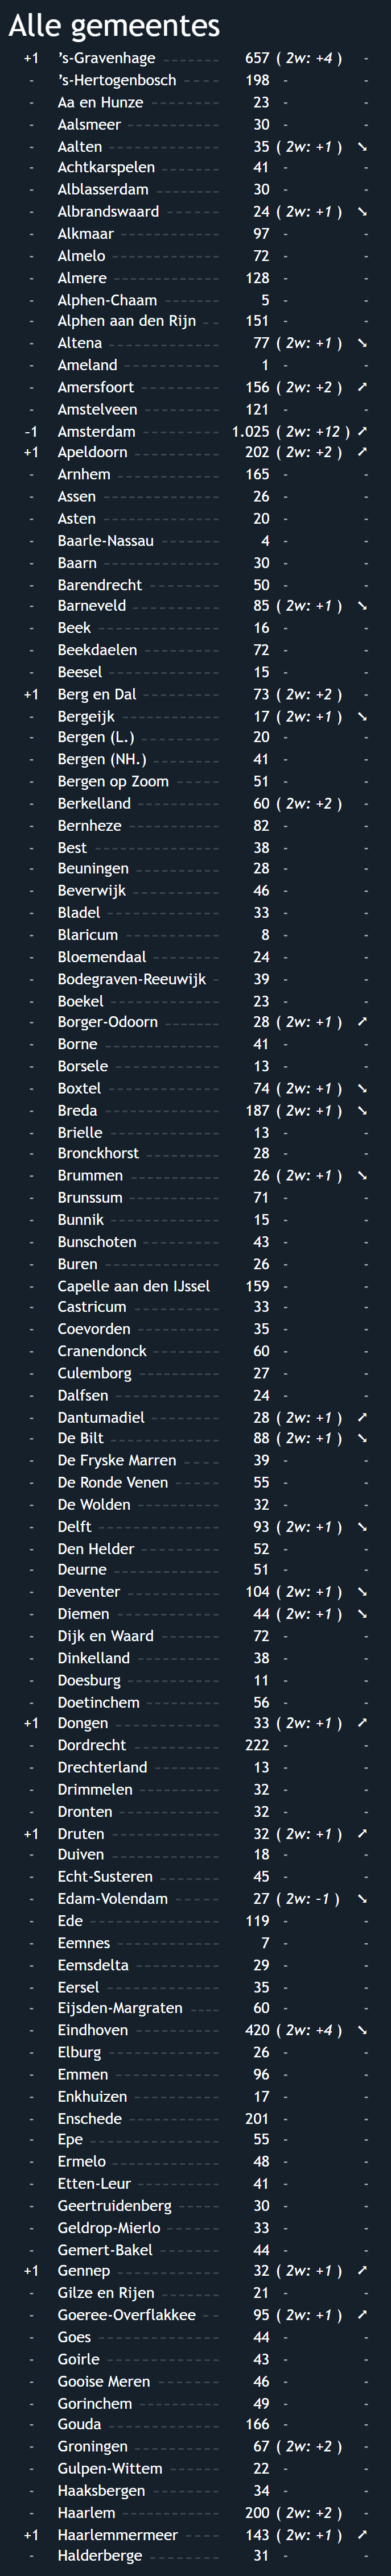 Alle gemeentes
+1 ’s-Gravenhage 657 ( 2w: +4 ) -
- ’s-Hertogenbosch 198 - -
- Aa en Hunze 23 - -
- Aalsmeer 30 - -
- Aalten 35 ( 2w: +1 ) ➘
- Achtkarspelen 41 - -
- Alblasserdam 30 - -
- Albrandswaard 24 ( 2w: +1 ) ➘
- Alkmaar 97 - -
- Almelo 72 - -
- Almere 128 - -
- Alphen-Chaam 5 - -
- Alphen aan den Rijn 151 - -
- Altena 77 ( 2w: +1 ) ➘
- Ameland 1 - -
- Amersfoort 156 ( 2w: +2 ) ➚
- Amstelveen 121 - -
-1 Amsterdam 1.025 ( 2w: +12 ) ➚
+1 Apeldoorn 202 ( 2w: +2 ) ➚
- Arnhem 165 - -
- Assen 26 - -
- Asten 20 - -
- Baarle-Nassau 4 - -
- Baarn 30 - -
- Barendrecht 50 - -
- Barneveld 85 ( 2w: +1 ) ➘
- Beek 16 - -
- Beekdaelen 72 - -
- Beesel 15 - -
+1 Berg en Dal 73 ( 2w: +2 ) -
- Bergeijk 17 ( 2w: +1 ) ➘
- Bergen (L.) 20 - -
- Bergen (NH.) 41 - -
- Bergen op Zoom 51 - -
- Berkelland 60 ( 2w: +2 ) -
- Bernheze 82 - -
- Best 38 - -
- Beuningen 28 - -
- Beverwijk 46 - -
- Bladel 33 - -
- Blaricum 8 - -
- Bloemendaal 24 - -
- Bodegraven-Reeuwijk 39 - -
- Boekel 23 - -
- Borger-Odoorn 28 ( 2w: +1 ) ➚
- Borne 41 - -
- Borsele 13 - -
- Boxtel 74 ( 2w: +1 ) ➘
- Breda 187 ( 2w: +1 ) ➘
- Brielle 13 - -
- Bronckhorst 28 - -
- Brummen 26 ( 2w: +1 ) ➘
- Brunssum 71 - -
- Bunnik 15 - -
- Bunschoten 43 - -
- Buren 26 - -
- Capelle aan den IJssel 159 - -
- Castricum 33 - -
- Coevorden 35 - -
- Cranendonck 60 - -
- Culemborg 27 - -
- Dalfsen 24 - -
- Dantumadiel 28 ( 2w: +1 ) ➚
- De Bilt 88 ( 2w: +1 ) ➘
- De Fryske Marren 39 - -
- De Ronde Venen 55 - -
- De Wolden 32 - -
- Delft 93 ( 2w: +1 ) ➘
- Den Helder 52 - -
- Deurne 51 - -
- Deventer 104 ( 2w: +1 ) ➘
- Diemen 44 ( 2w: +1 ) ➘
- Dijk en Waard 72 - -
- Dinkelland 38 - -
- Doesburg 11 - -
- Doetinchem 56 - -
+1 Dongen 33 ( 2w: +1 ) ➚
- Dordrecht 222 - -
- Drechterland 13 - -
- Drimmelen 32 - -
- Dronten 32 - -
+1 Druten 32 ( 2w: +1 ) ➚
- Duiven 18 - -
- Echt-Susteren 45 - -
- Edam-Volendam 27 ( 2w: -1 ) ➘
- Ede 119 - -
- Eemnes 7 - -
- Eemsdelta 29 - -
- Eersel 35 - -
- Eijsden-Margraten 60 - -
- Eindhoven 420 ( 2w: +4 ) ➘
- Elburg 26 - -
- Emmen 96 - -
- Enkhuizen 17 - -
- Enschede 201 - -
- Epe 55 - -
- Ermelo 48 - -
- Etten-Leur 41 - -
- Geertruidenberg 30 - -
- Geldrop-Mierlo 33 - -
- Gemert-Bakel 44 - -
+1 Gennep 32 ( 2w: +1 ) ➚
- Gilze en Rijen 21 - -
- Goeree-Overflakkee 95 ( 2w: +1 ) ➚
- Goes 44 - -
- Goirle 43 - -
- Gooise Meren 46 - -
- Gorinchem 49 - -
- Gouda 166 - -
- Groningen 67 ( 2w: +2 ) -
- Gulpen-Wittem 22 - -
- Haaksbergen 34 - -
- Haarlem 200 ( 2w: +2 ) -
+1 Haarlemmermeer 143 ( 2w: +1 ) ➚
- Halderberge 31 - -